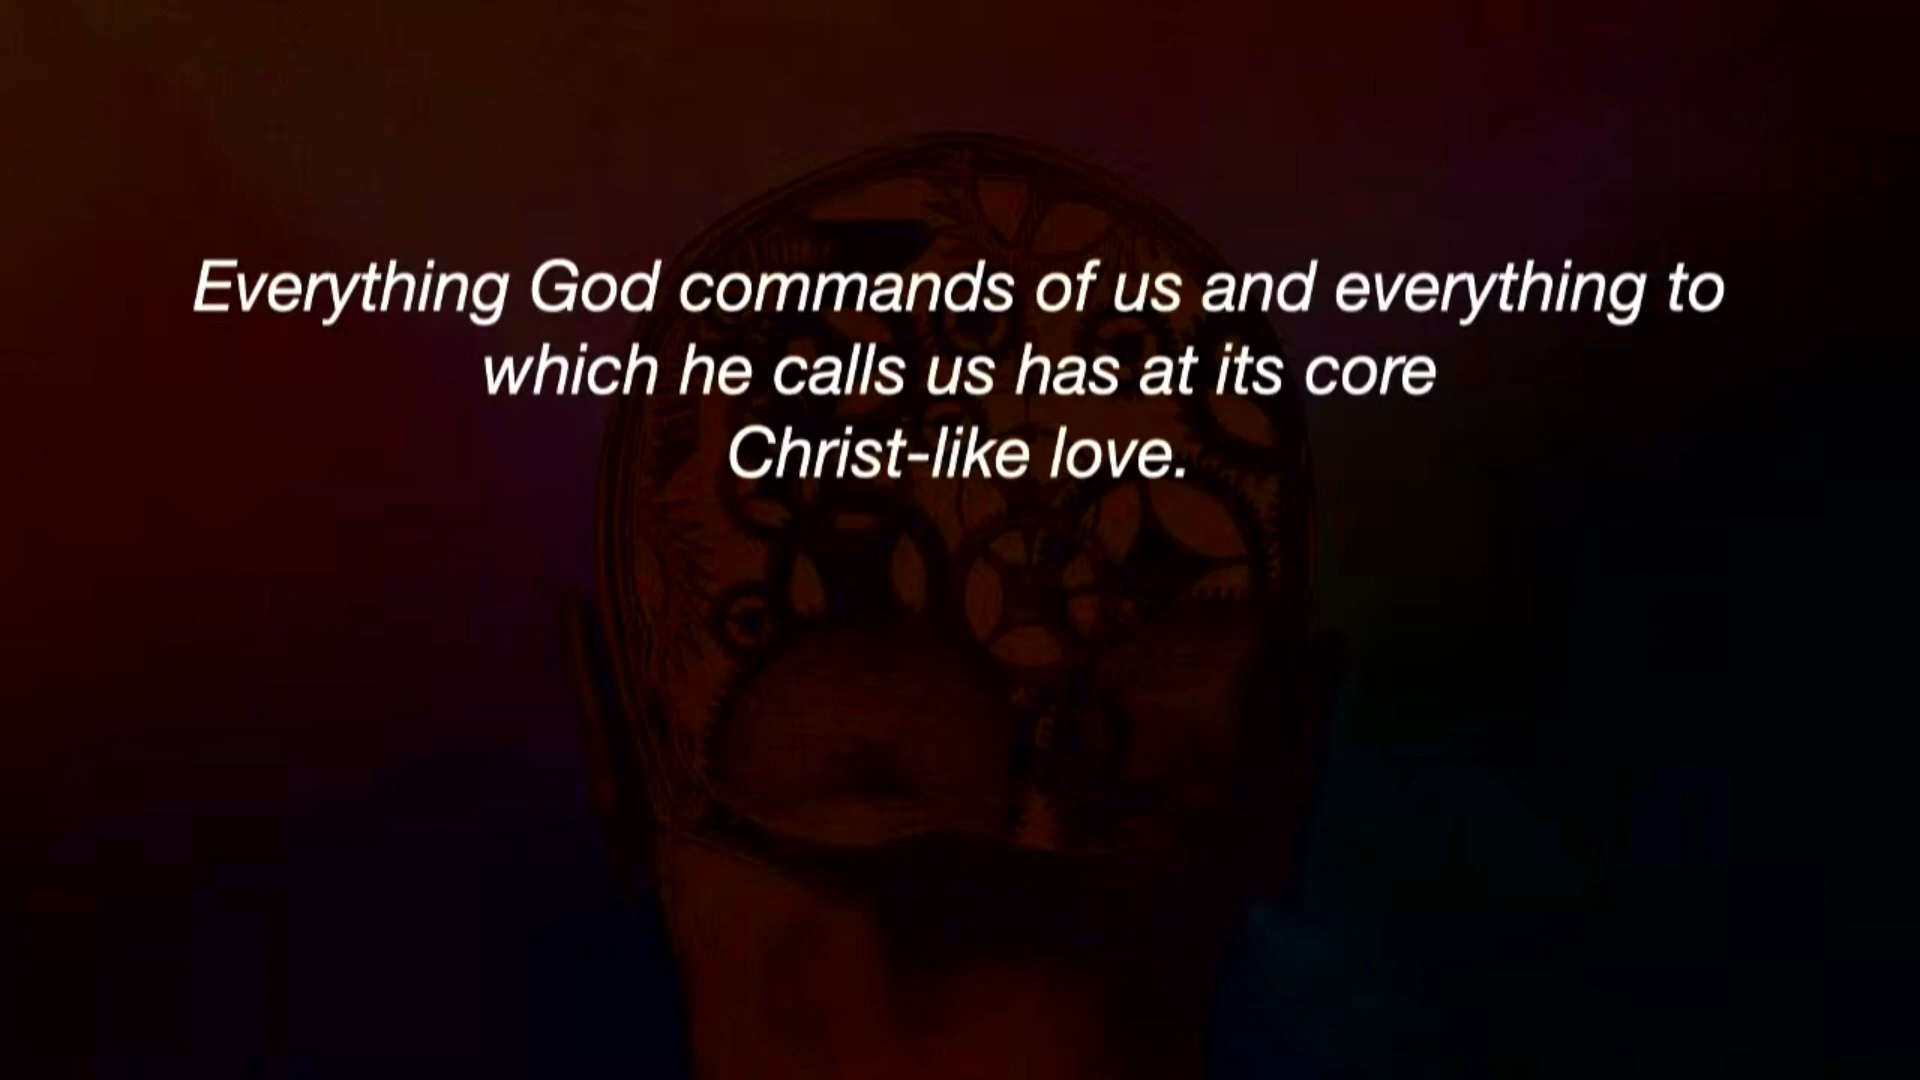 Everything God commands of us and everything to
which he calls us has at its core
Christ-like love.